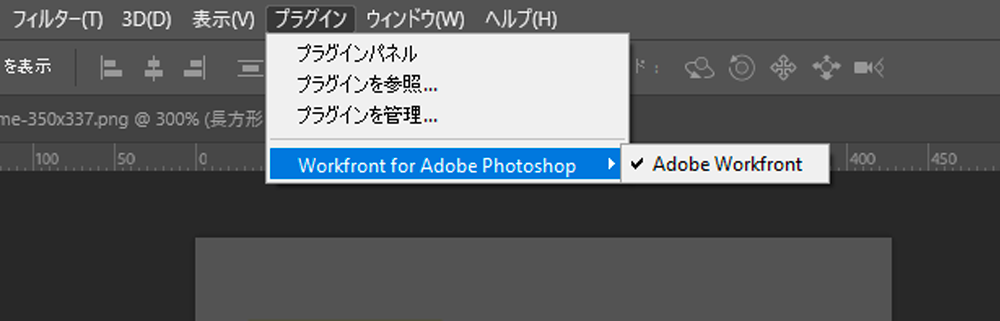 フィルター(T) 3D(D) 表示(V) プラグイン ウィンドウ(W) ヘルプ(H)
を表示
ド :
プラグインパネル
プラグインを参照...
プラグインを管理...
me-350x337.png @ 300% (長方形
100 50 0 400 450
Workfront for Adobe Photoshop
Adobe Workfront